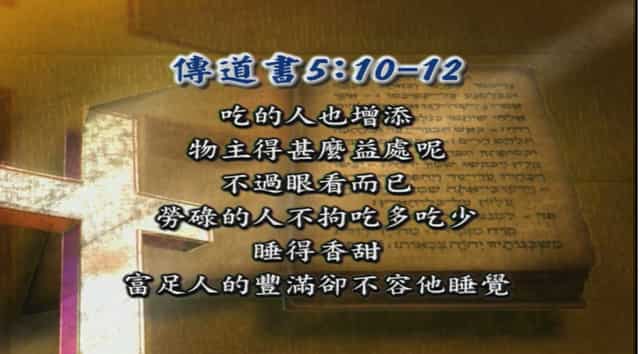 傳道書5:10-12
吃的人也增添
物主得甚麼益處呢
不過眼看而已
勞碌的人不拘吃多吃少
睡得香甜
富足人的豐滿卻不容他睡覺